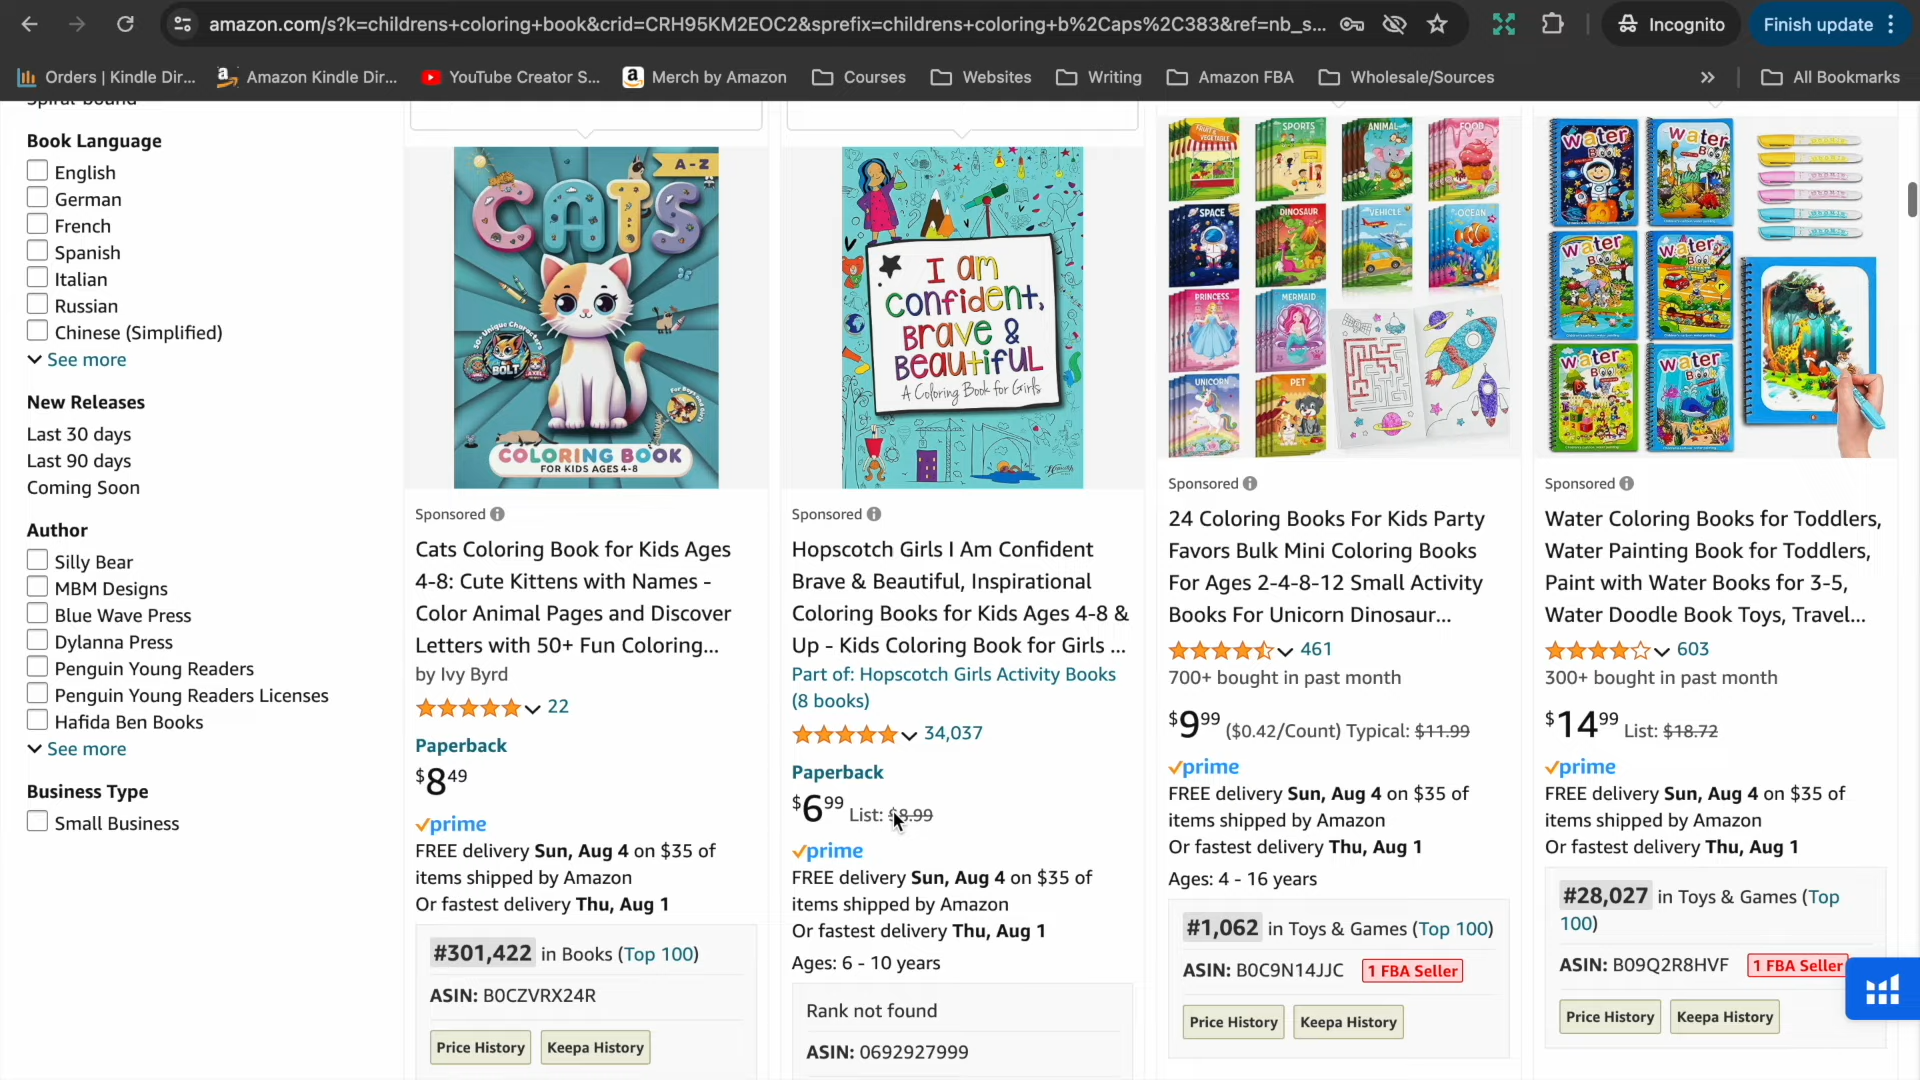 amazon.com/s?k=childrens+coloring+book&crid=CRH95KM2EOC2&sprefix=childrens+coloring+b%2Caps%2C383&ref=nb_s...
Incognito
Finish update
Orders | Kindle Dir...
Amazon Kindle Dir...
YouTube Creator S...
Merch by Amazon
Courses
Websites
Writing
Amazon FBA
Wholesale/Sources
»
All Bookmarks
Spiral-bound
Book Language
English
German
French
Spanish
Italian
Russian
Chinese (Simplified)
See more
New Releases
Last 30 days
Last 90 days
Coming Soon
Author
Silly Bear
MBM Designs
Blue Wave Press
Dylanna Press
Penguin Young Readers
Penguin Young Readers Licenses
Hafida Ben Books
See more
Business Type
Small Business
A-Z
CATS
BOLT
COLORING BOOK
FOR KIDS AGES 4-8
Sponsored
Cats Coloring Book for Kids Ages
4-8: Cute Kittens with Names -
Color Animal Pages and Discover
Letters with 50+ Fun Coloring...
by Ivy Byrd
22
Paperback
$8 49
prime
FREE delivery Sun, Aug 4 on $35 of
items shipped by Amazon
Or fastest delivery Thu, Aug 1
#301,422 in Books (Top 100)
ASIN: B0CZVRX24R
Price History
Keepa History
I am
confident,
BRAVE &
BEAUTIFUL
A Coloring Book for Girls
Sponsored
Hopscotch Girls I Am Confident
Brave & Beautiful, Inspirational
Coloring Books for Kids Ages 4-8 &
Up - Kids Coloring Book for Girls ...
Part of: Hopscotch Girls Activity Books
(8 books)
34,037
Paperback
$6 99 List: $8.99
prime
FREE delivery Sun, Aug 4 on $35 of
items shipped by Amazon
Or fastest delivery Thu, Aug 1
Ages: 6 - 10 years
Rank not found
ASIN: 0692927999
FRUIT & VEGETABLE
SPORTS
ANIMAL
FOOD
SPACE
DINOSAUR
VEHICLE
OCEAN
PRINCESS
MERMAID
UNICORN
PET
Sponsored
24 Coloring Books For Kids Party
Favors Bulk Mini Coloring Books
For Ages 2-4-8-12 Small Activity
Books For Unicorn Dinosaur...
461
700+ bought in past month
$9 99 ($0.42/Count) Typical: $11.99
prime
FREE delivery Sun, Aug 4 on $35 of
items shipped by Amazon
Or fastest delivery Thu, Aug 1
Ages: 4 - 16 years
#1,062 in Toys & Games (Top 100)
ASIN: B0C9N14JJC 1 FBA Seller
Price History
Keepa History
water
Book
water
water
Book
water
Book
water
Book
water
Book
Sponsored
Water Coloring Books for Toddlers,
Water Painting Book for Toddlers,
Paint with Water Books for 3-5,
Water Doodle Book Toys, Travel...
603
300+ bought in past month
$14 99 List: $18.72
prime
FREE delivery Sun, Aug 4 on $35 of
items shipped by Amazon
Or fastest delivery Thu, Aug 1
#28,027 in Toys & Games (Top
100)
ASIN: B09Q2R8HVF 1 FBA Seller
Price History
Keepa History